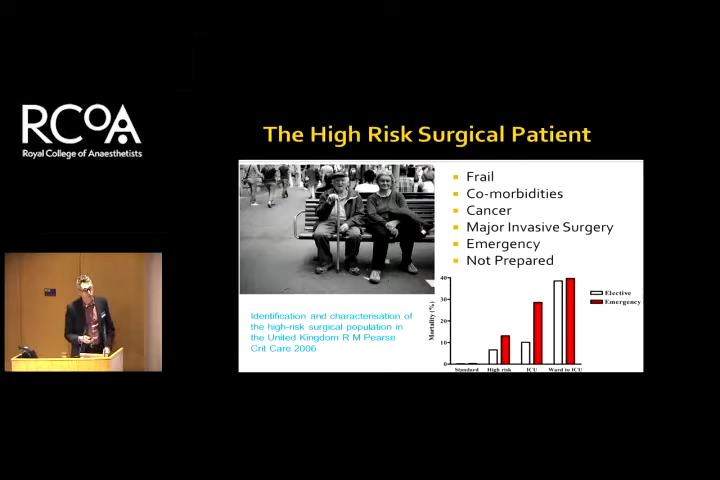 RCOA
Royal College of Anaesthetists
The High Risk Surgical Patient
Frail
Co-morbidities
Cancer
Major Invasive Surgery
Emergency
Not Prepared
Identification and characterisation of
the high-risk surgical population in
the United Kingdom R M Pearse
Crit Care 2006
Mortality (%)
40
30
20
10
0
Standard High risk ICU Ward to ICU
Elective
Emergency